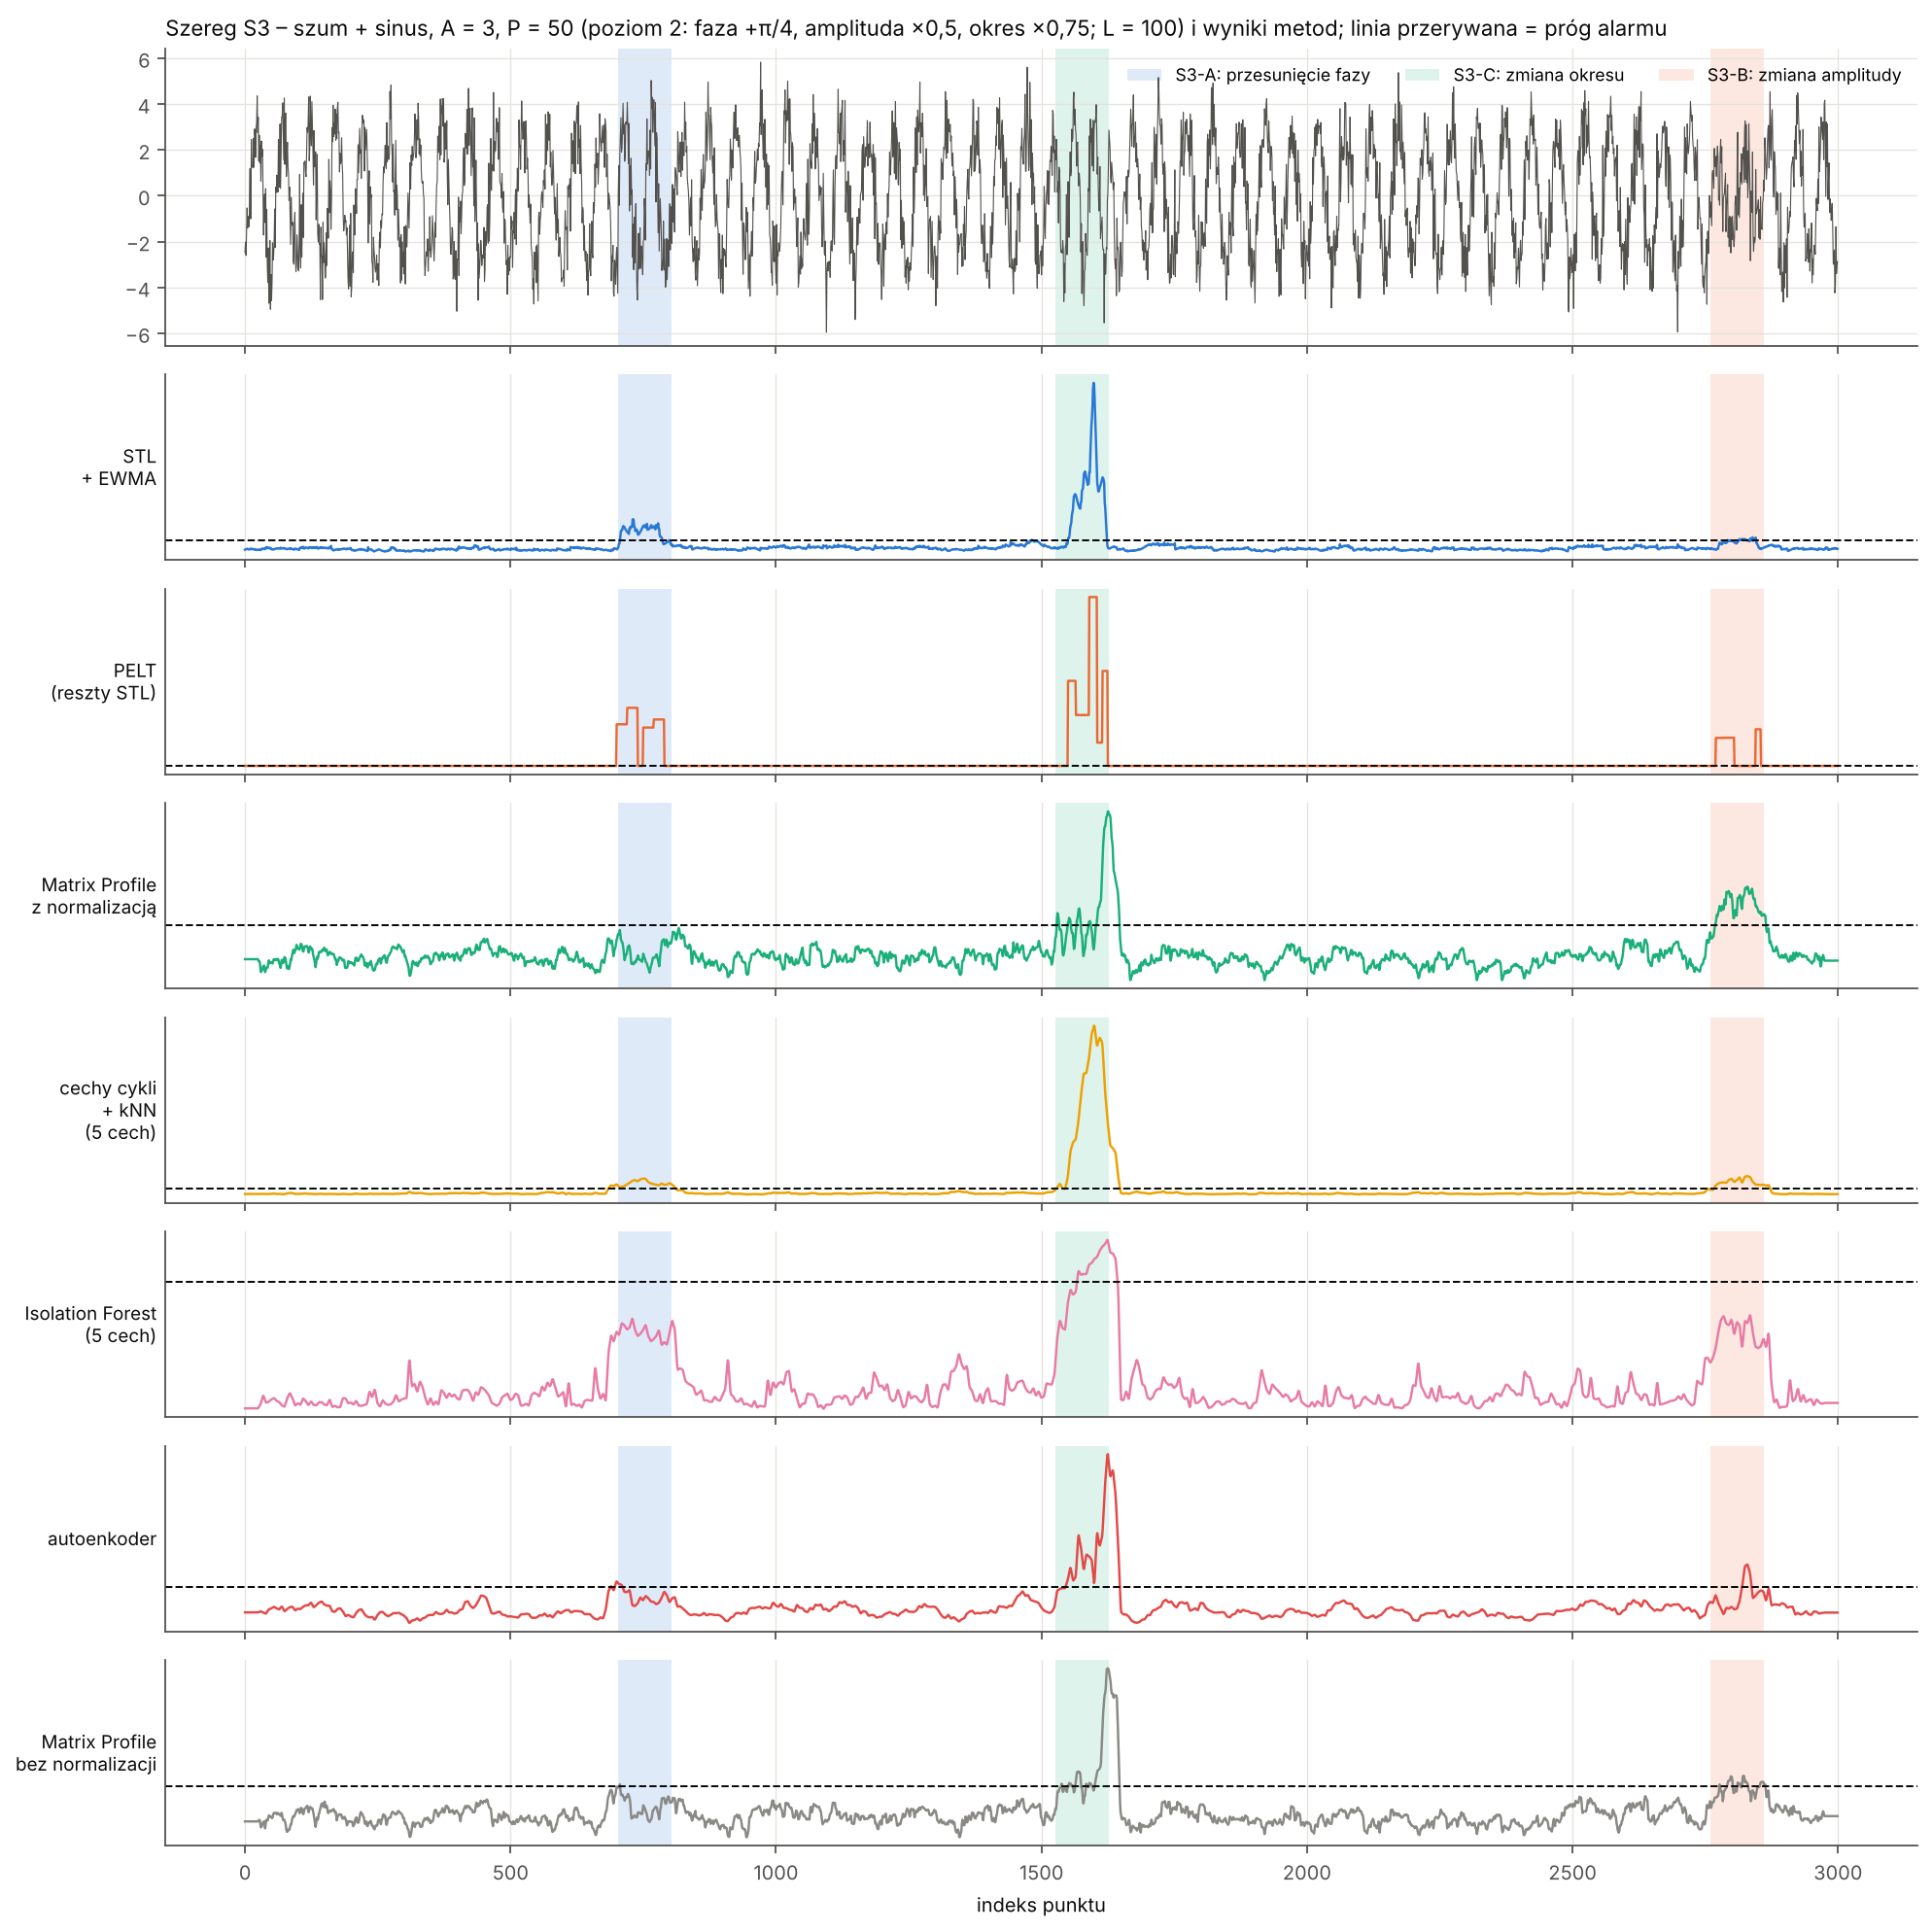 Szereg S3 – szum + sinus, A = 3, P = 50 (poziom 2: faza +π/4, amplituda ×0,5, okres ×0,75; L = 100) i wyniki metod; linia przerywana = próg alarmu
S3-A: przesunięcie fazy
S3-C: zmiana okresu
S3-B: zmiana amplitudy
6
4
2
0
−2
−4
−6
STL
+ EWMA
PELT
(reszty STL)
Matrix Profile
z normalizacją
cechy cykli
+ kNN
(5 cech)
Isolation Forest
(5 cech)
autoenkoder
Matrix Profile
bez normalizacji
0
500
1000
1500
2000
2500
3000
indeks punktu